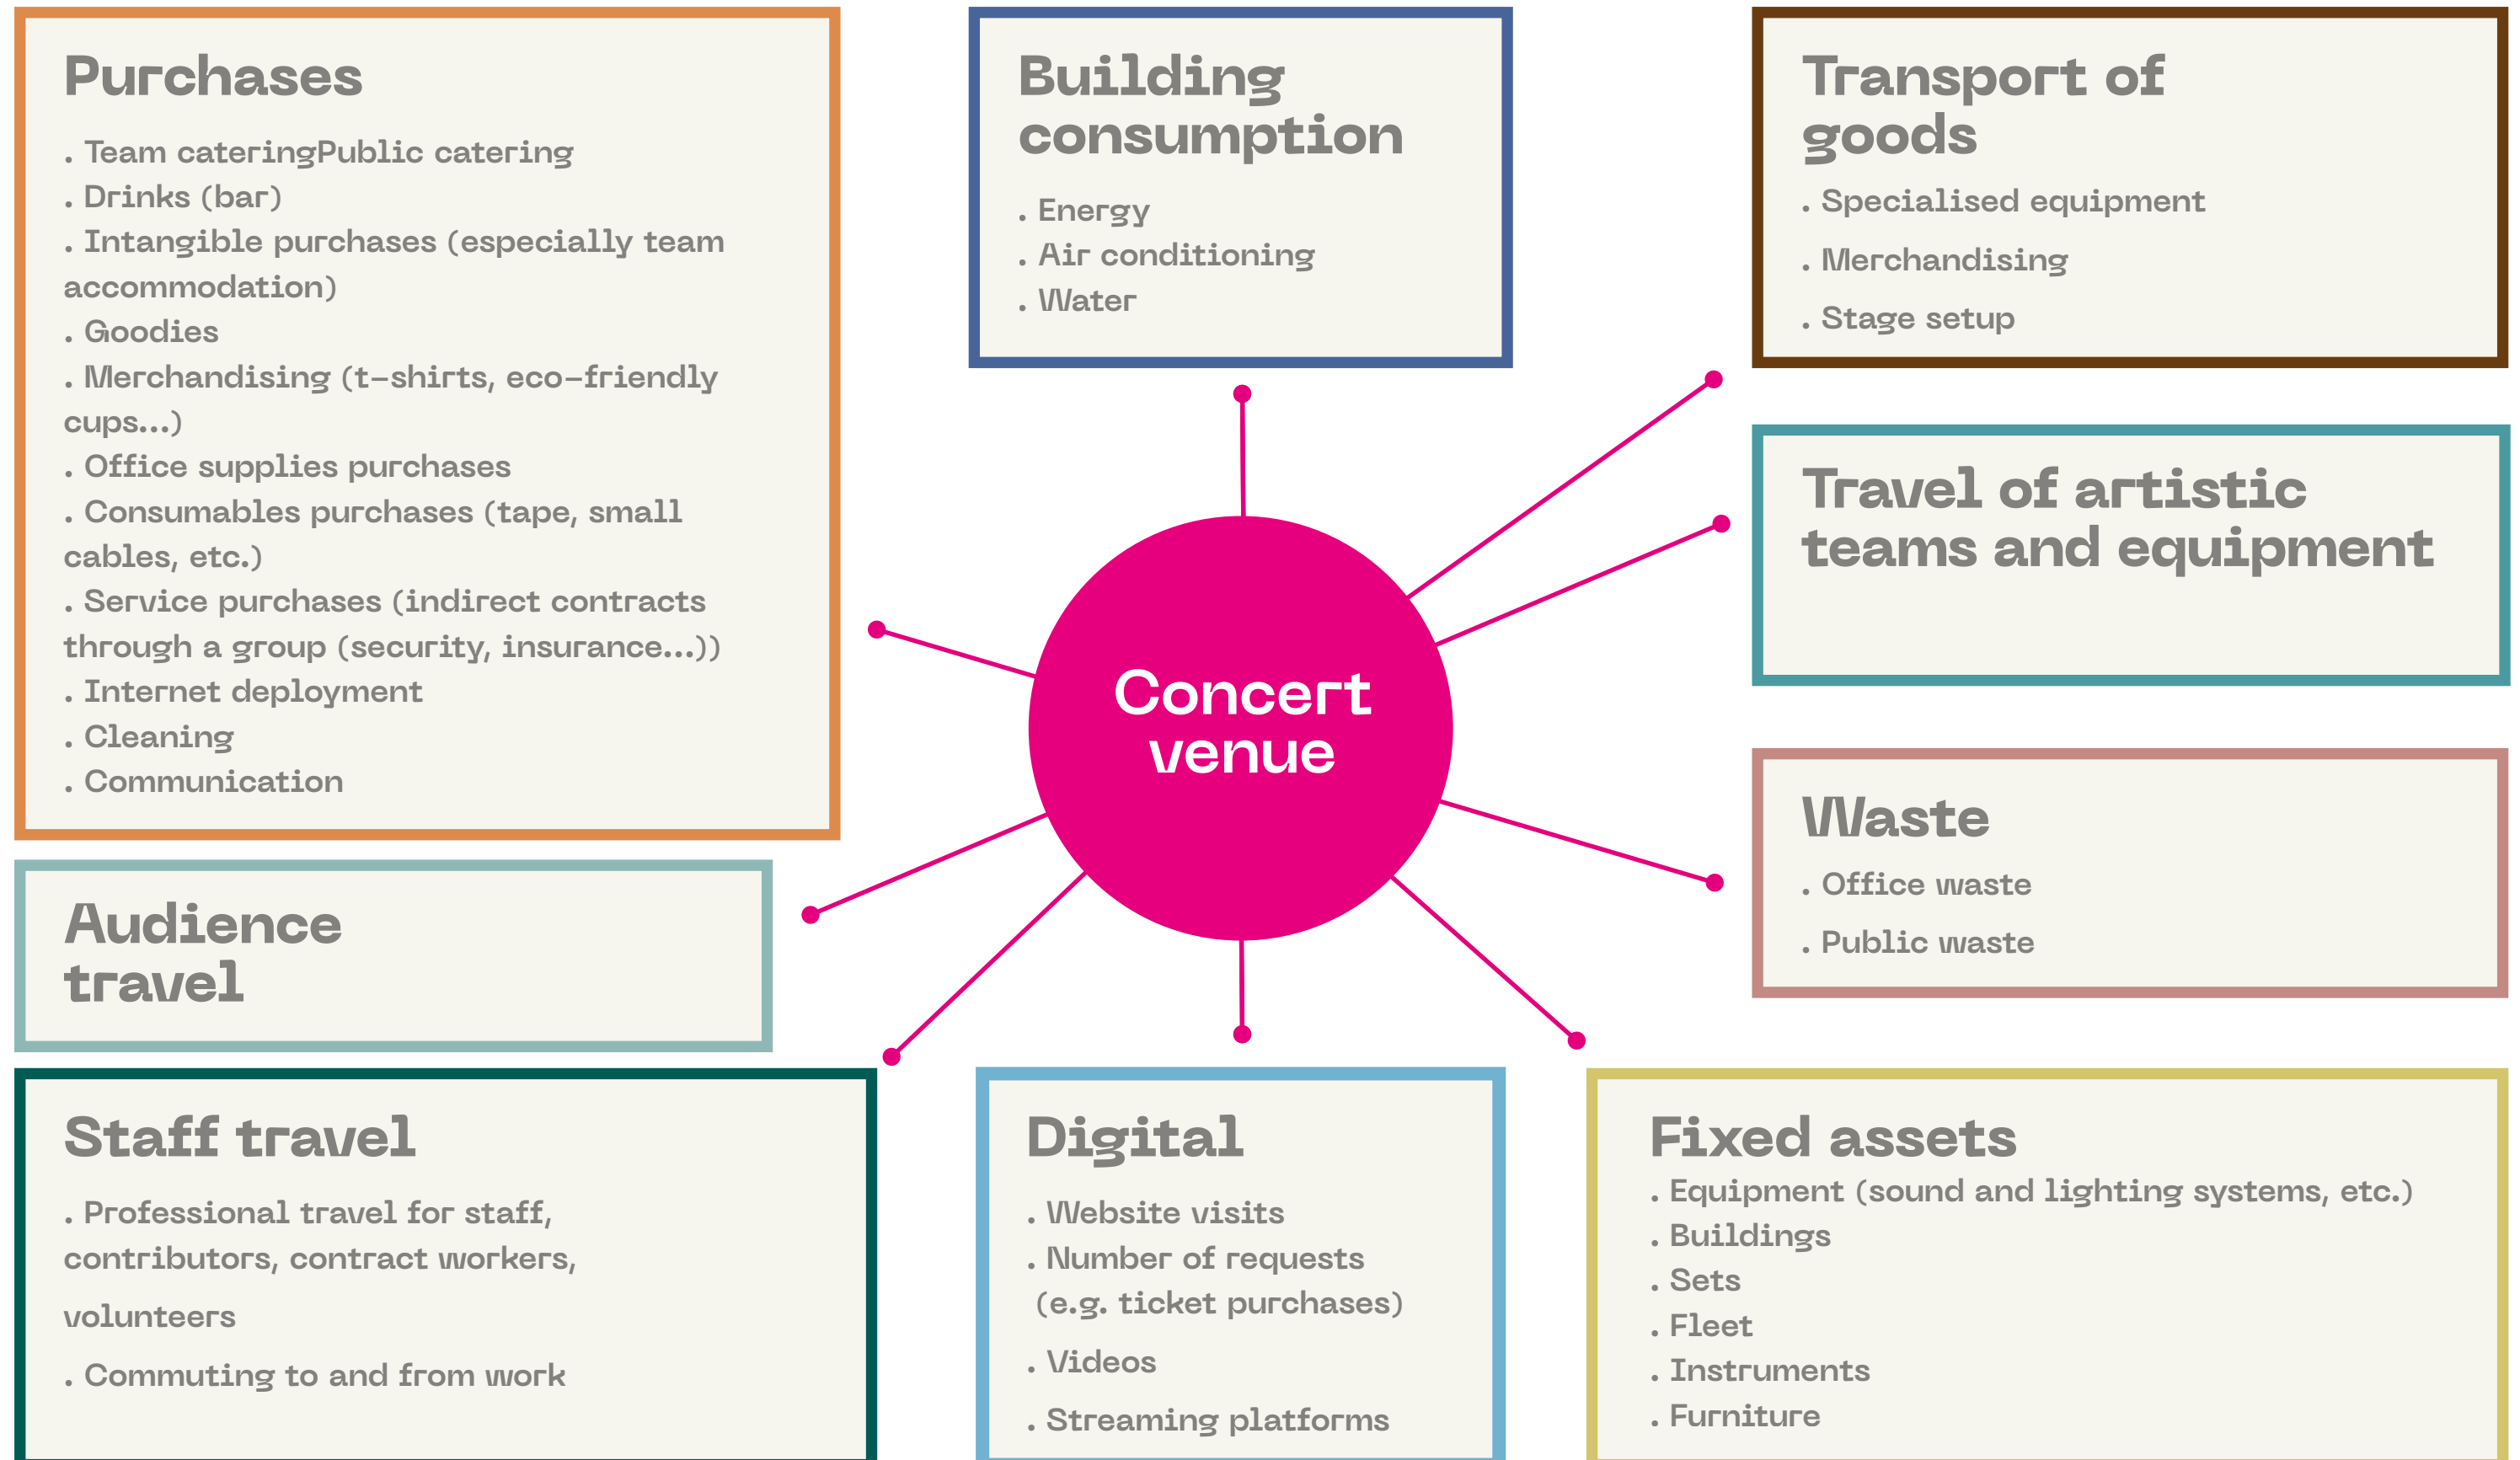 Purchases
. Team cateringPublic catering
. Drinks (bar)
. Intangible purchases (especially team
accommodation)
. Goodies
. Merchandising (t-shirts, eco-friendly
cups...)
. Office supplies purchases
. Consumables purchases (tape, small
cables, etc.)
. Service purchases (indirect contracts
through a group (security, insurance...))
. Internet deployment
. Cleaning
. Communication
Building
consumption
. Energy
. Air conditioning
. Water
Transport of
goods
. Specialised equipment
. Merchandising
. Stage setup
Travel of artistic
teams and equipment
Concert
venue
Waste
. Office waste
. Public waste
Audience
travel
Staff travel
. Professional travel for staff,
contributors, contract workers,
volunteers
. Commuting to and from work
Digital
. Website visits
. Number of requests
(e.g. ticket purchases)
. Videos
. Streaming platforms
Fixed assets
. Equipment (sound and lighting systems, etc.)
. Buildings
. Sets
. Fleet
. Instruments
. Furniture